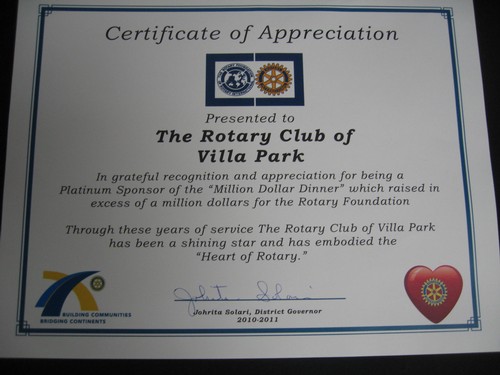 Certificate of Appreciation
Presented to
The Rotary Club of
Villa Park
In grateful recognition and appreciation for being a
Platinum Sponsor of the “Million Dollar Dinner” which raised in
excess of a million dollars for the Rotary Foundation
Through these years of service The Rotary Club of Villa Park
has been a shining star and has embodied the
“Heart of Rotary.”
Johrita Solari
Johrita Solari, District Governor
2010-2011
BUILDING COMMUNITIES
BRIDGING CONTINENTS